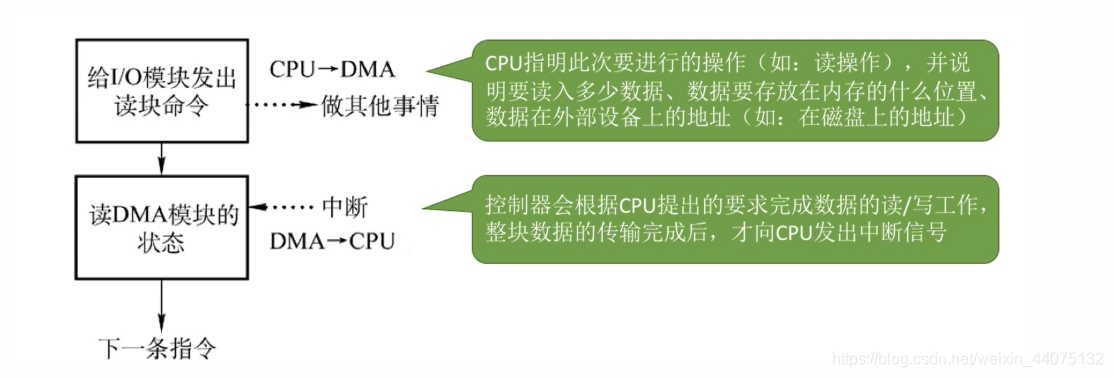 给I/O模块发出
读块命令
CPU→DMA
做其他事情
CPU指明此次要进行的操作（如：读操作），并说
明要读入多少数据、数据要存放在内存的什么位置、
数据在外部设备上的地址（如：在磁盘上的地址）
读DMA模块的
状态
中断
DMA→CPU
控制器会根据CPU提出的要求完成数据的读/写工作，
整块数据的传输完成后，才向CPU发出中断信号
下一条指令
https://blog.csdn.net/weixin_44075132